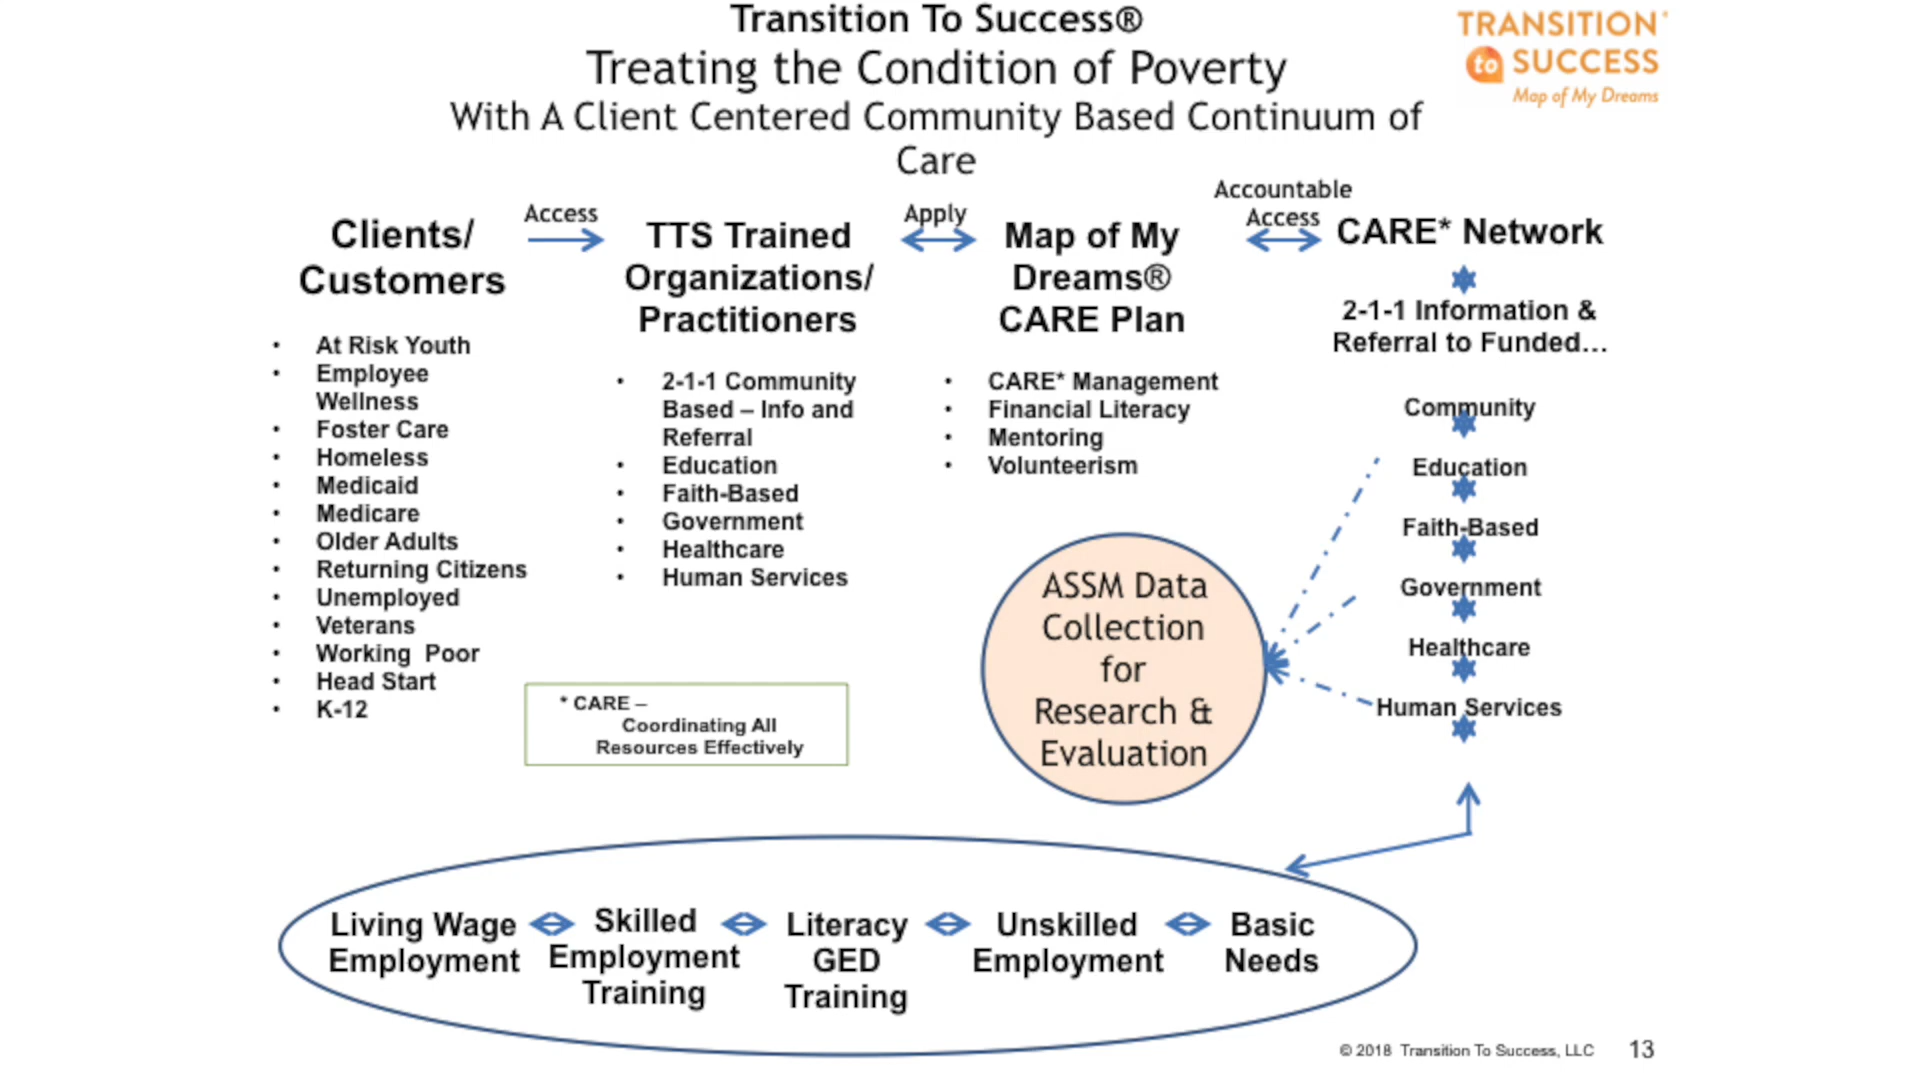 Transition To Success®
Treating the Condition of Poverty
With A Client Centered Community Based Continuum of
Care
TRANSITION
to SUCCESS
Map of My Dreams
Clients/
Customers
Access
TTS Trained
Organizations/
Practitioners
Apply
Map of My
Dreams®
CARE Plan
Accountable
Access
CARE* Network
• At Risk Youth
• Employee
Wellness
• Foster Care
• Homeless
• Medicaid
• Medicare
• Older Adults
• Returning Citizens
• Unemployed
• Veterans
• Working  Poor
• Head Start
• K-12
• 2-1-1 Community
Based – Info and
Referral
• Education
• Faith-Based
• Government
• Healthcare
• Human Services
• CARE* Management
• Financial Literacy
• Mentoring
• Volunteerism
2-1-1 Information &
Referral to Funded...
Community
Education
Faith-Based
Government
Healthcare
Human Services
* CARE –
Coordinating All
Resources Effectively
ASSM Data
Collection
for
Research &
Evaluation
Living Wage
Employment
Skilled
Employment
Training
Literacy
GED
Training
Unskilled
Employment
Basic
Needs
© 2018 Transition To Success, LLC
13